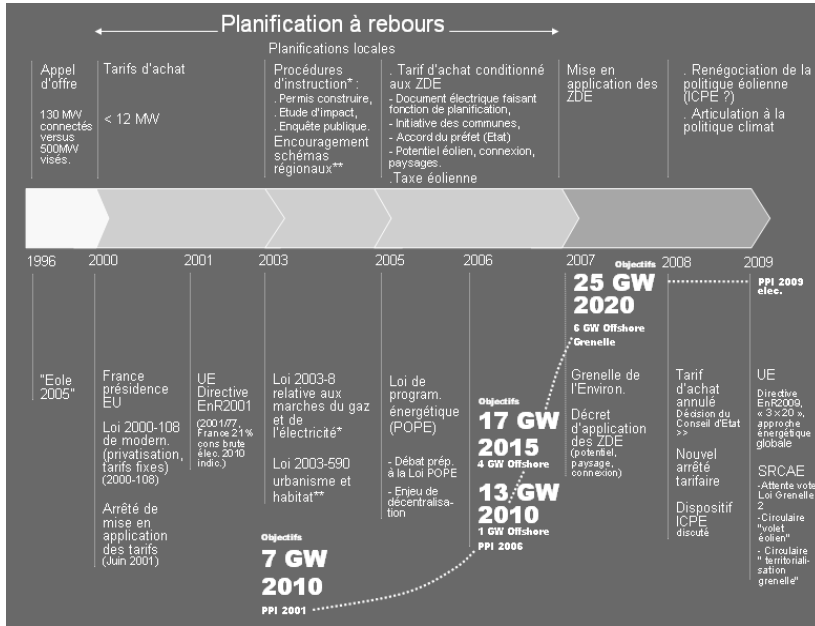 Planification à rebours
Planifications locales
Appel
d'offre
130 MW
connectés
versus
500MW
visés.
Tarifs d'achat
< 12 MW
Procédures
d'instruction* :
. Permis construire,
. Etude d'impact,
. Enquête publique.
Encouragement
schémas
régionaux**
. Tarif d'achat conditionné
aux ZDE
- Document électrique faisant
fonction de planification,
- Initiative des communes,
- Accord du préfet (Etat)
- Potentiel éolien, connexion,
paysages.
. Taxe éolienne
Mise en
application des
ZDE
. Renégociation de la
politique éolienne
(ICPE ?)
. Articulation à la
politique climat
1996
2000
2001
2003
2005
2006
2007
2008
2009
"Eole
2005"
France
présidence
EU
Loi 2000-108
de modern.
(privatisation,
tarifs fixes)
(2000-108)
Arrêté de
mise en
application
des tarifs
(Juin 2001)
UE
Directive
EnR2001
(2001/77,
France 21%
cons brute
élec. 2010
indic.)
Loi 2003-8
relative aux
marches du gaz
et de
l'électricité*
Loi 2003-590
urbanisme et
habitat**
Objectifs
7 GW
2010
PPI 2001
Loi de
program.
énergétique
(POPE)
- Débat prép.
à la Loi POPE
- Enjeu de
décentralisa-
tion
Objectifs
17 GW
2015
4 GW Offshore
13 GW
2010
1 GW Offshore
PPI 2006
Objectifs
25 GW
2020
6 GW Offshore
Grenelle
Grenelle de
l'Environ.
Décret
d'application
des ZDE
(potentiel,
paysage,
connexion)
Tarif
d'achat
annulé
Décision du
Conseil d'Etat
>>
Nouvel
arrêté
tarifaire
Dispositif
ICPE
discuté
PPI 2009
elec.
UE
Directive
EnR2009,
« 3 × 20 »,
approche
énergétique
globale
SRCAE
-Attente vote
Loi Grenelle
2
-Circulaire
"volet
éolien"
- Circulaire
" territoriali-
sation
grenelle"